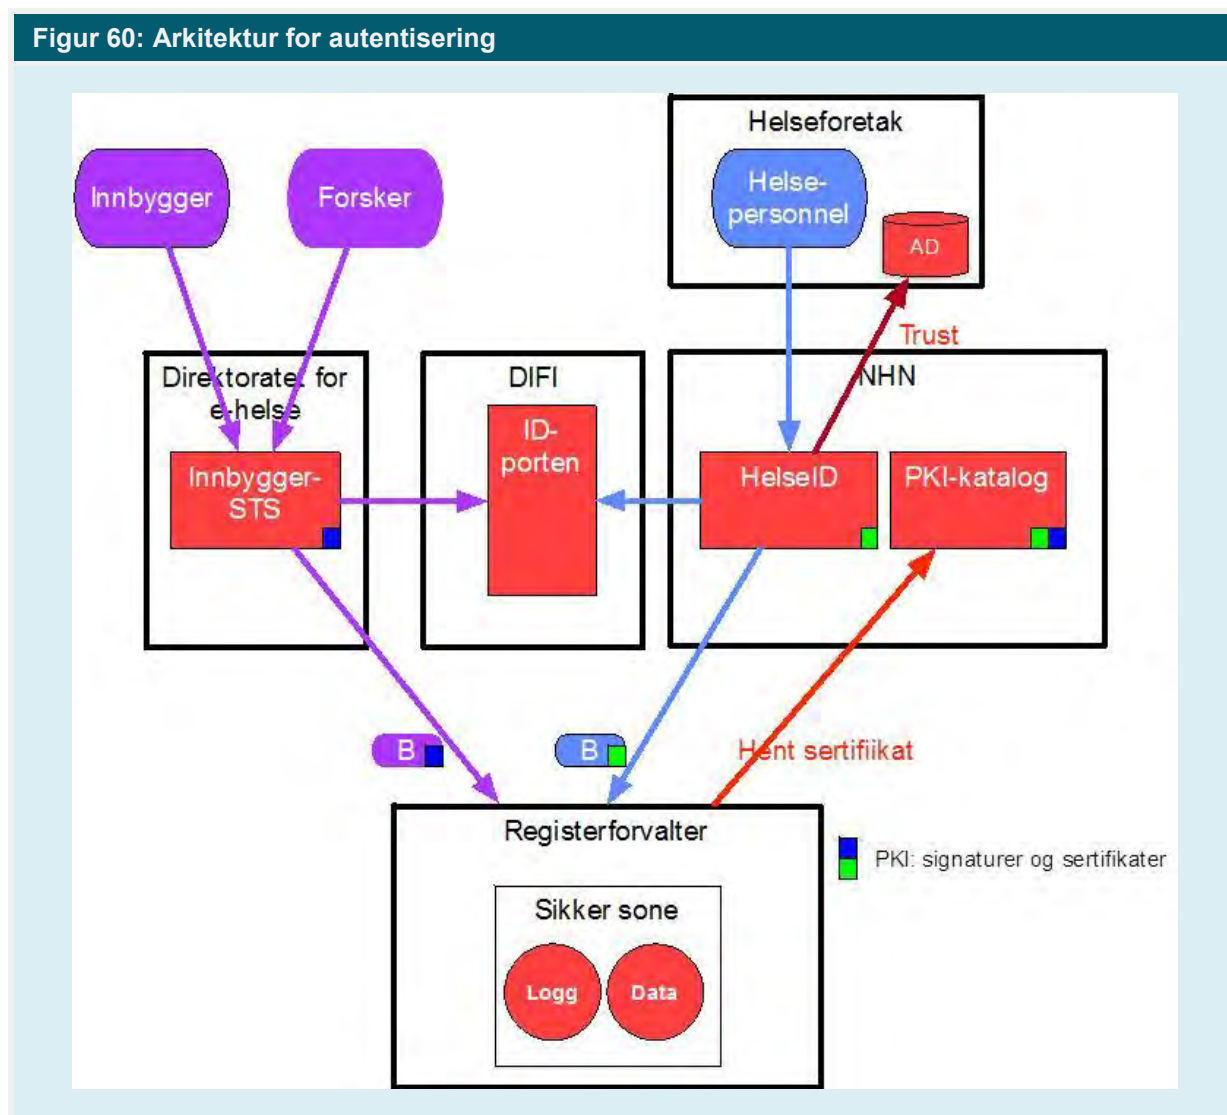 Figur 60: Arkitektur for autentisering
Helseforetak
Innbygger
Forsker
Helse-
personnel
AD
Trust
Direktoratet for
e-helse
DIFI
NHN
Innbygger-
STS
ID-
porten
HelseID
PKI-katalog
B
B
Hent sertifiikat
Registerforvalter
PKI: signaturer og sertifikater
Sikker sone
Logg
Data